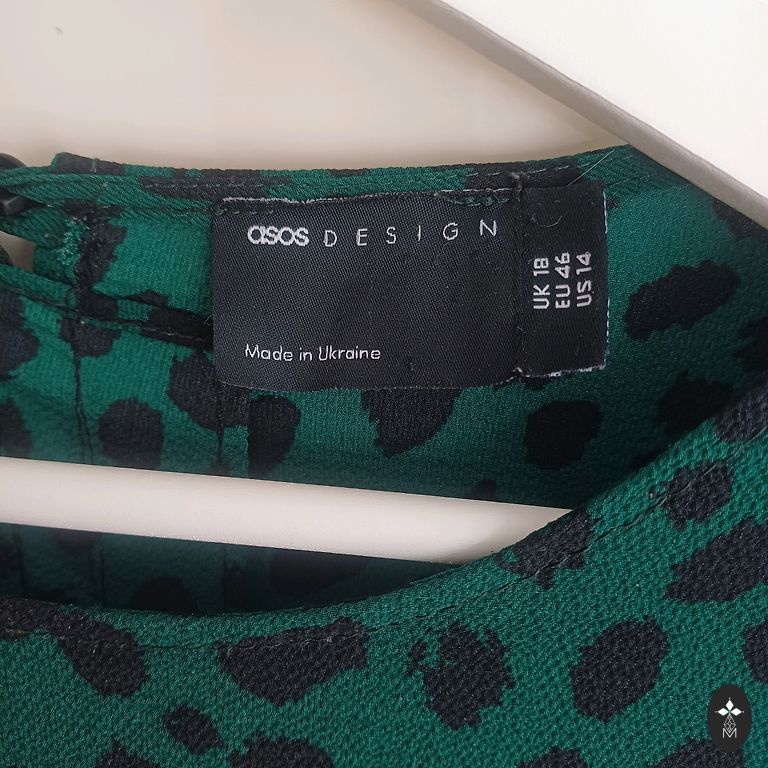 asos DESIGN
Made in Ukraine
UK 18
EU 46
US 14
M